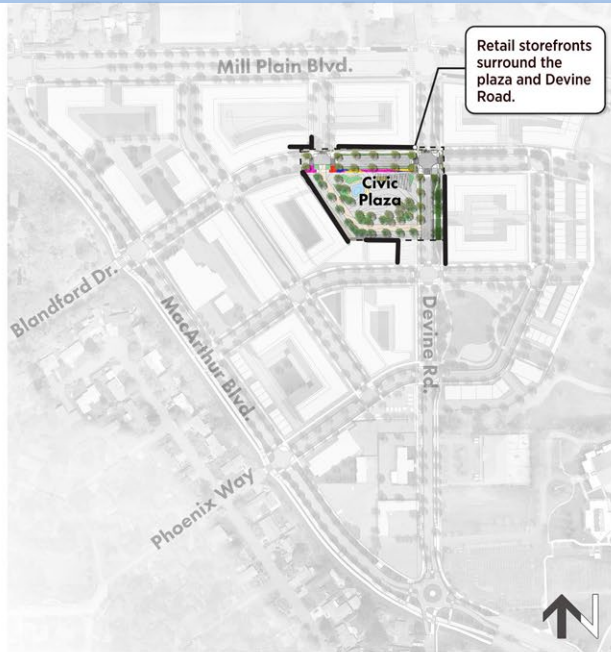 Retail storefronts
surround the
plaza and Devine
Road.
Mill Plain Blvd.
Civic
Plaza
Blandford Dr.
MacArthur Blvd.
Devine Rd.
Phoenix Way
N